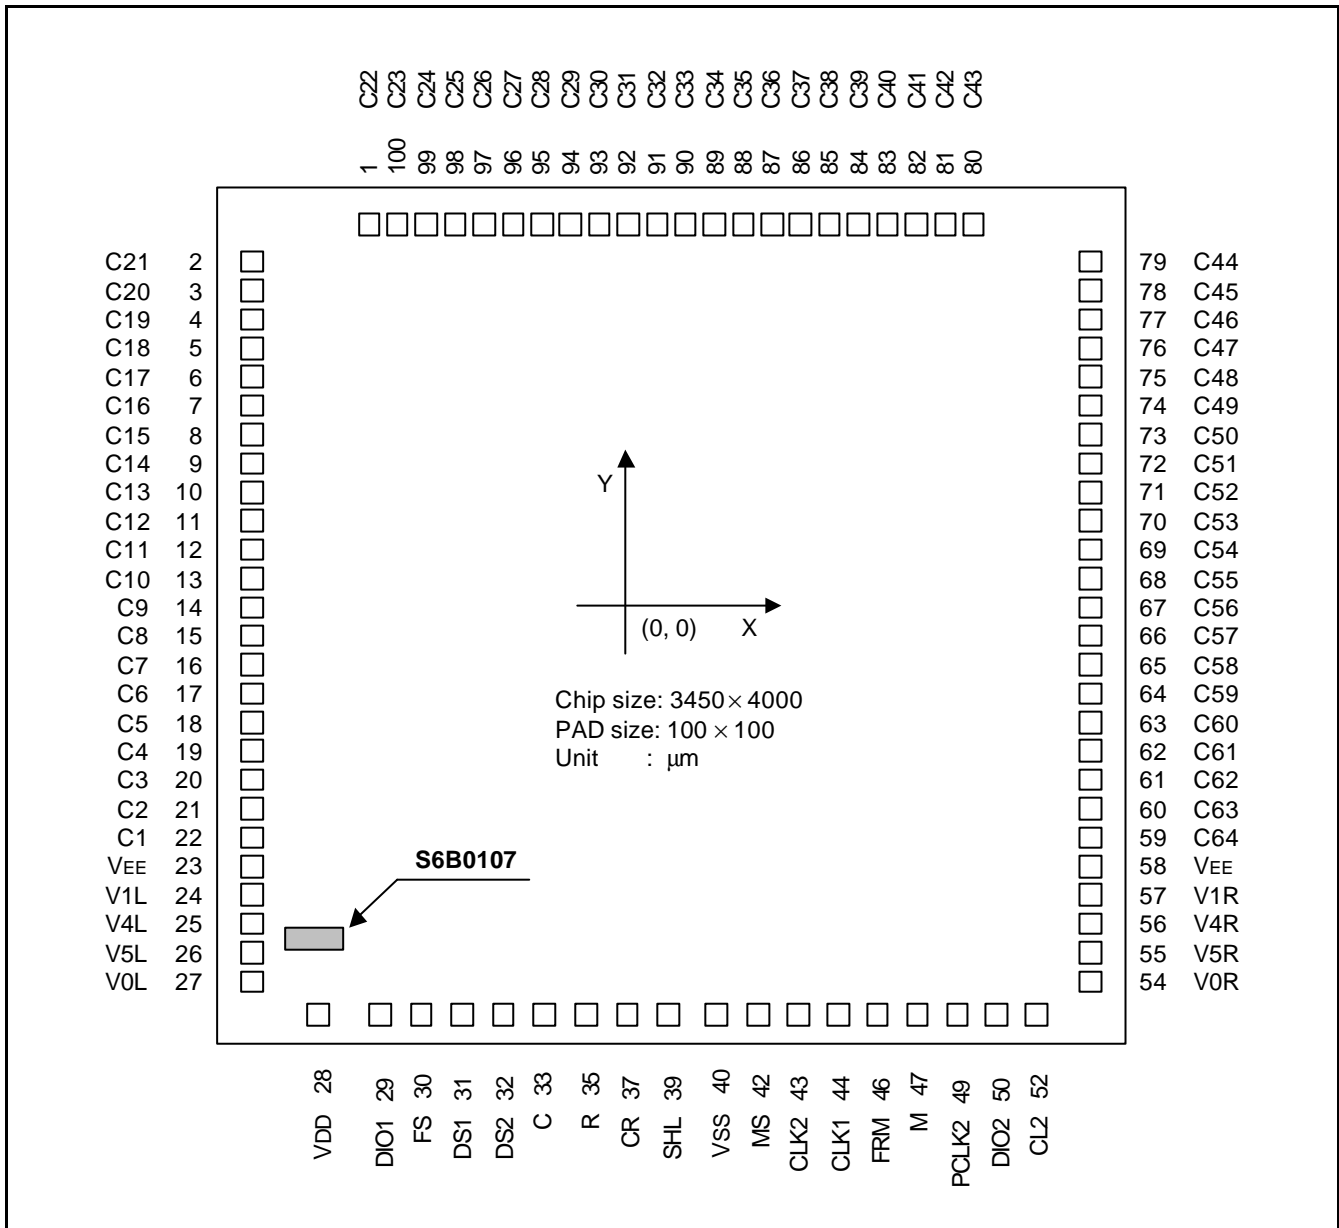 C22 C23 C24 C25 C26 C27 C28 C29 C30 C31 C32 C33 C34 C35 C36 C37 C38 C39 C40 C41 C42 C43
1 100 99 98 97 96 95 94 93 92 91 90 89 88 87 86 85 84 83 82 81 80
C21 2 79 C44
C20 3 78 C45
C19 4 77 C46
C18 5 76 C47
C17 6 75 C48
C16 7 74 C49
C15 8 73 C50
C14 9 72 C51
Y
C13 10 71 C52
C12 11 70 C53
C11 12 69 C54
C10 13 68 C55
C9 14 67 C56
(0, 0) X
C8 15 66 C57
C7 16 65 C58
C6 17 64 C59
Chip size: 3450 × 4000
C5 18 63 C60
PAD size: 100 × 100
C4 19 62 C61
Unit : μm
C3 20 61 C62
C2 21 60 C63
C1 22 59 C64
VEE 23 S6B0107 58 VEE
V1L 24 57 V1R
V4L 25 56 V4R
V5L 26 55 V5R
V0L 27 54 V0R
VDD 28
DIO1 29
FS 30
DS1 31
DS2 32
C 33
R 35
CR 37
SHL 39
VSS 40
MS 42
CLK2 43
CLK1 44
FRM 46
M 47
PCLK2 49
DIO2 50
CL2 52